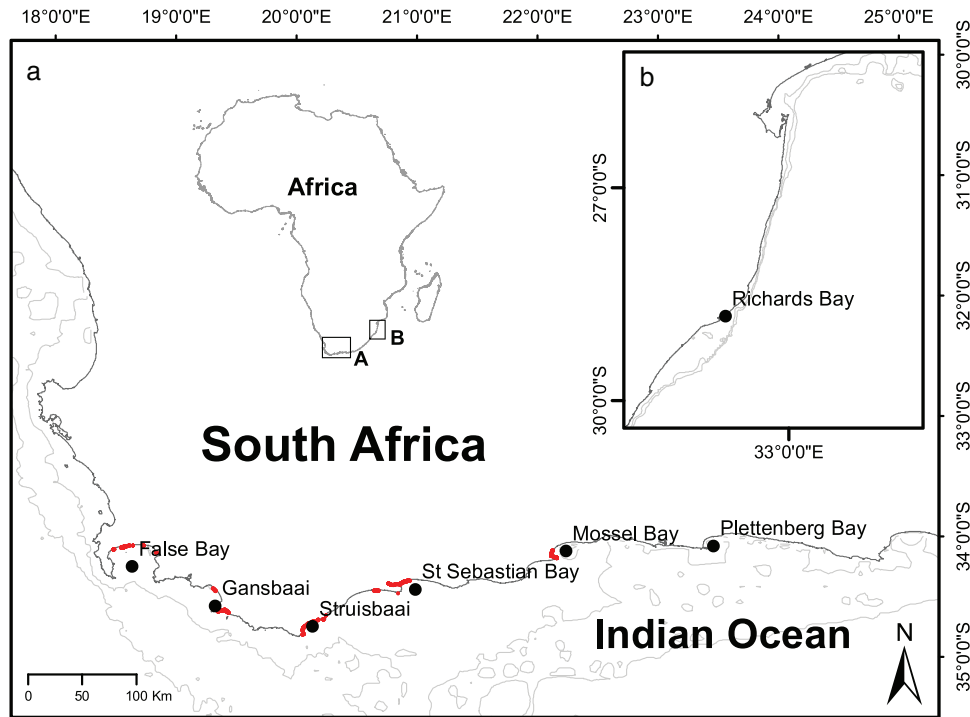 18°0'0"E 19°0'0"E 20°0'0"E 21°0'0"E 22°0'0"E 23°0'0"E 24°0'0"E 25°0'0"E
a
b
30°0'0"S
31°0'0"S
32°0'0"S
33°0'0"S
34°0'0"S
35°0'0"S
Africa
A
B
27°0'0"S
30°0'0"S
Richards Bay
33°0'0"E
South Africa
False Bay
Gansbaai
Struisbaai
St Sebastian Bay
Mossel Bay
Plettenberg Bay
Indian Ocean
N
0 50 100 Km